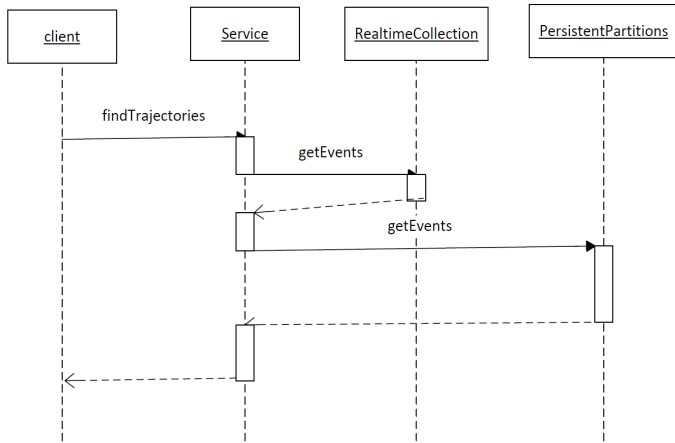 client
Service
RealtimeCollection
PersistentPartitions
findTrajectories
getEvents
getEvents